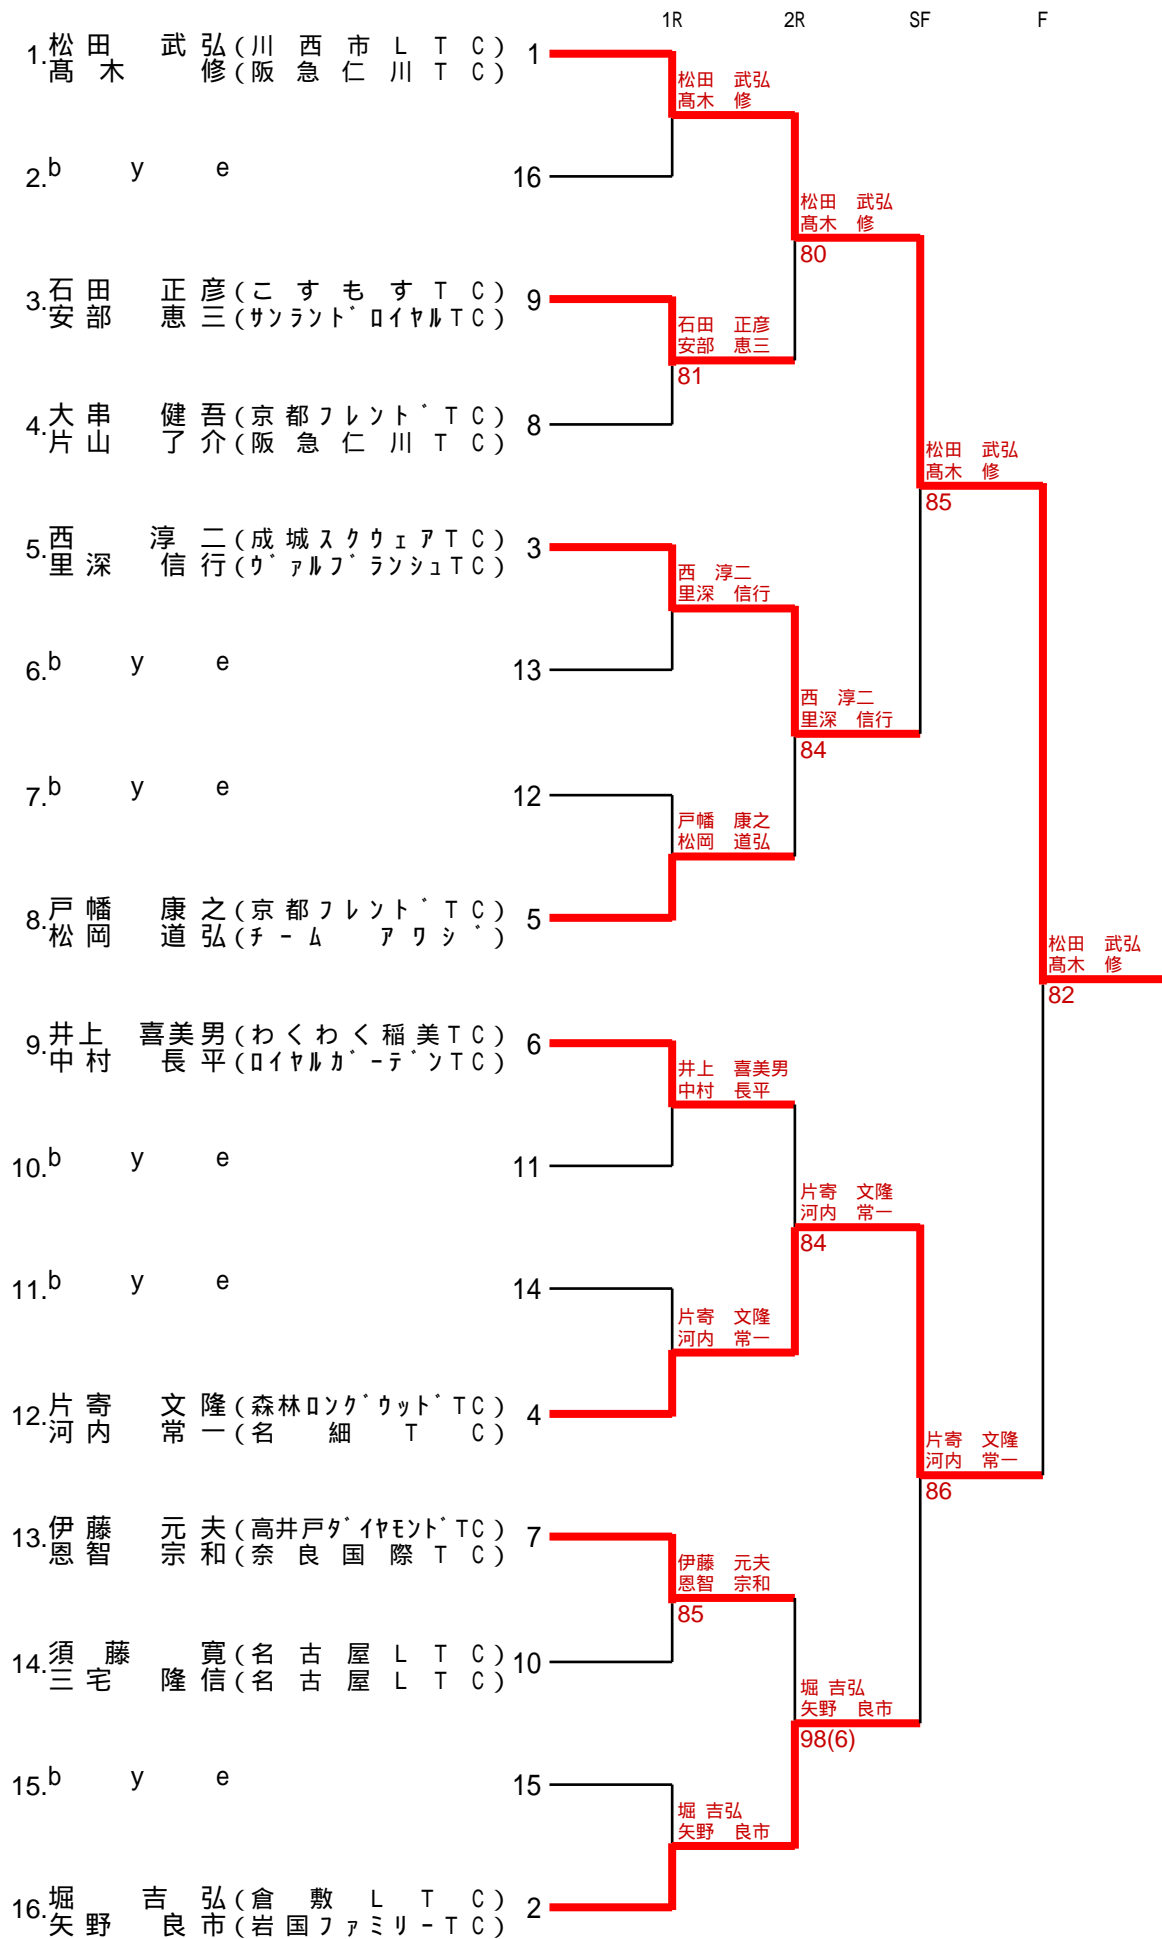 1R 2R SF F
1. 松田 武弘(川西市LTC) 1
髙木 修(阪急仁川TC)
松田 武弘
髙木 修
2. bye 16
松田 武弘
髙木 修
80
3. 石田 正彦(こすもすTC) 9
安部 恵三(サンランドロイヤルTC)
石田 正彦
安部 恵三
81
4. 大串 健吾(京都フレンドTC) 8
片山 了介(阪急仁川TC)
松田 武弘
髙木 修
85
5. 西 淳二(成城スクウェアTC) 3
里深 信行(ヴァルブランシュTC)
西 淳二
里深 信行
6. bye 13
西 淳二
里深 信行
84
7. bye 12
戸幡 康之
松岡 道弘
8. 戸幡 康之(京都フレンドTC) 5
松岡 道弘(チーム アワジ)
松田 武弘
髙木 修
82
9. 井上 喜美男(わくわく稲美TC) 6
中村 長平(ロイヤルガーデンTC)
井上 喜美男
中村 長平
10. bye 11
片寄 文隆
河内 常一
84
11. bye 14
片寄 文隆
河内 常一
12. 片寄 文隆(森林ロングウッドTC) 4
河内 常一(名細TC)
片寄 文隆
河内 常一
86
13. 伊藤 元夫(高井戸ダイヤモンドTC) 7
恩智 宗和(奈良国際TC)
伊藤 元夫
恩智 宗和
85
14. 須藤 寛(名古屋LTC) 10
三宅 隆信(名古屋LTC)
堀 吉弘
矢野 良市
98(6)
15. bye 15
堀 吉弘
矢野 良市
16. 堀 吉弘(倉敷LTC) 2
矢野 良市(岩国ファミリーTC)